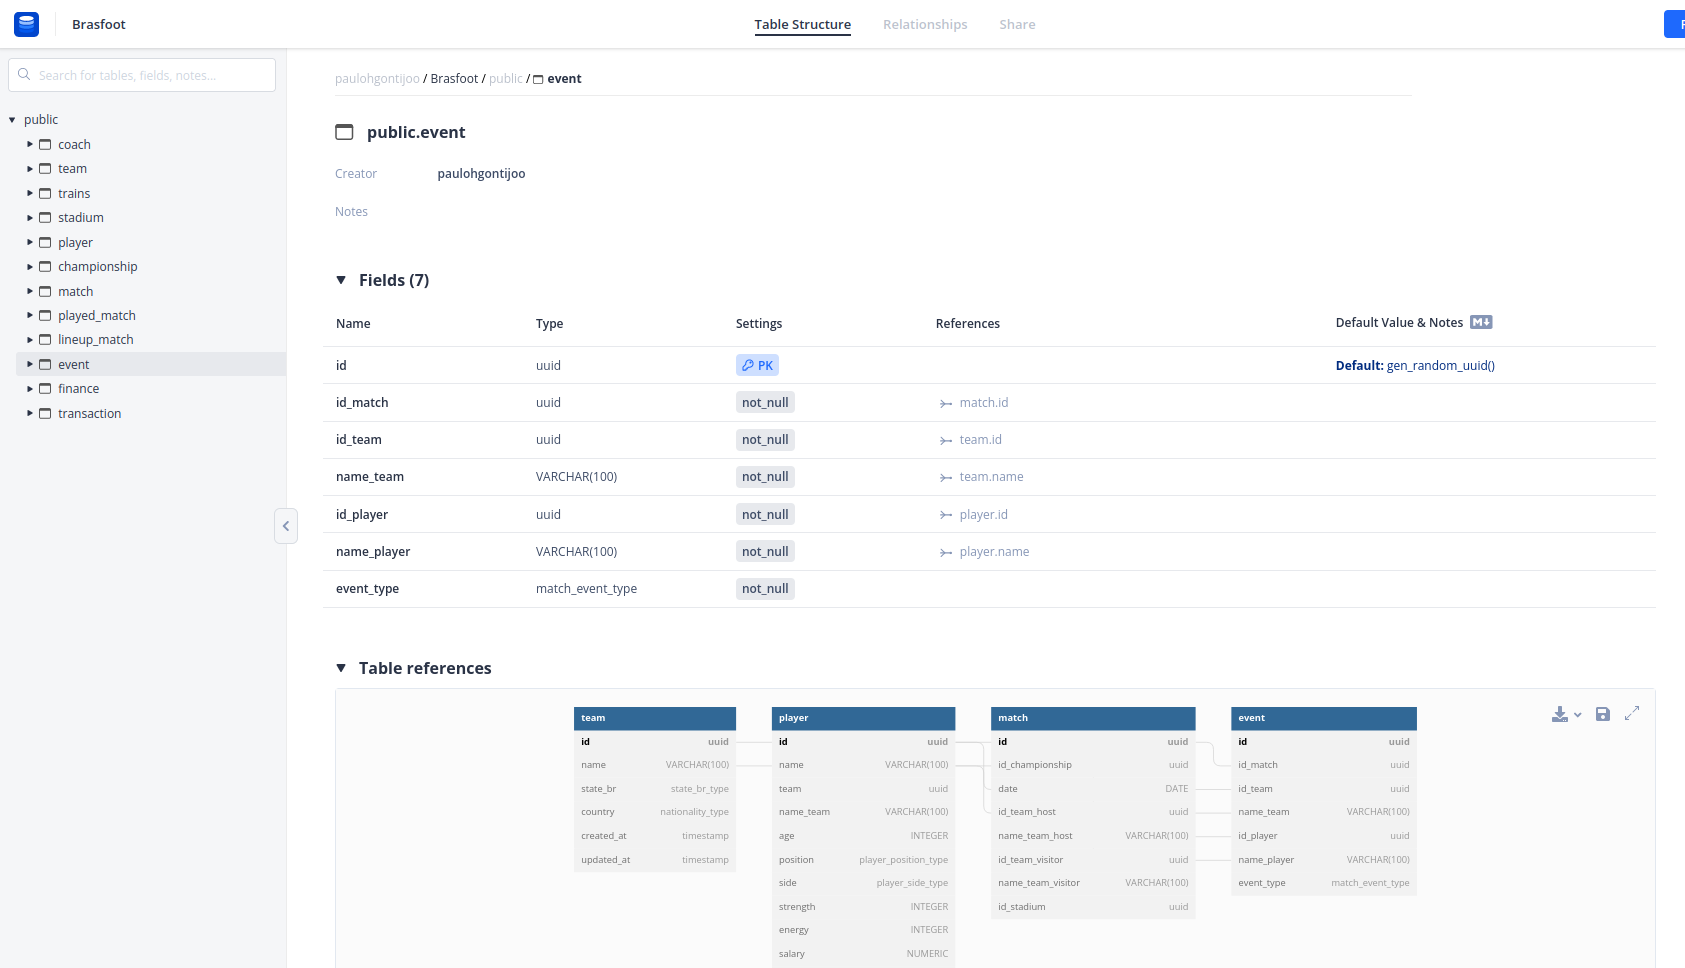 Brasfoot
Table Structure Relationships Share
Search for tables, fields, notes...
public
coach
team
trains
stadium
player
championship
match
played_match
lineup_match
event
finance
transaction
paulohgontijoo / Brasfoot / public / event
public.event
Creator paulohgontijoo
Notes
Fields (7)
Name Type Settings References Default Value & Notes M
id uuid PK Default: gen_random_uuid()
id_match uuid not_null match.id
id_team uuid not_null team.id
name_team VARCHAR(100) not_null team.name
id_player uuid not_null player.id
name_player VARCHAR(100) not_null player.name
event_type match_event_type not_null
Table references
team
id uuid
name VARCHAR(100)
state_br state_br_type
country nationality_type
created_at timestamp
updated_at timestamp
player
id uuid
name VARCHAR(100)
team uuid
name_team VARCHAR(100)
age INTEGER
position player_position_type
side player_side_type
strength INTEGER
energy INTEGER
salary NUMERIC
match
id uuid
id_championship uuid
date DATE
id_team_host uuid
name_team_host VARCHAR(100)
id_team_visitor uuid
name_team_visitor VARCHAR(100)
id_stadium uuid
event
id uuid
id_match uuid
id_team uuid
name_team VARCHAR(100)
id_player uuid
name_player VARCHAR(100)
event_type match_event_type